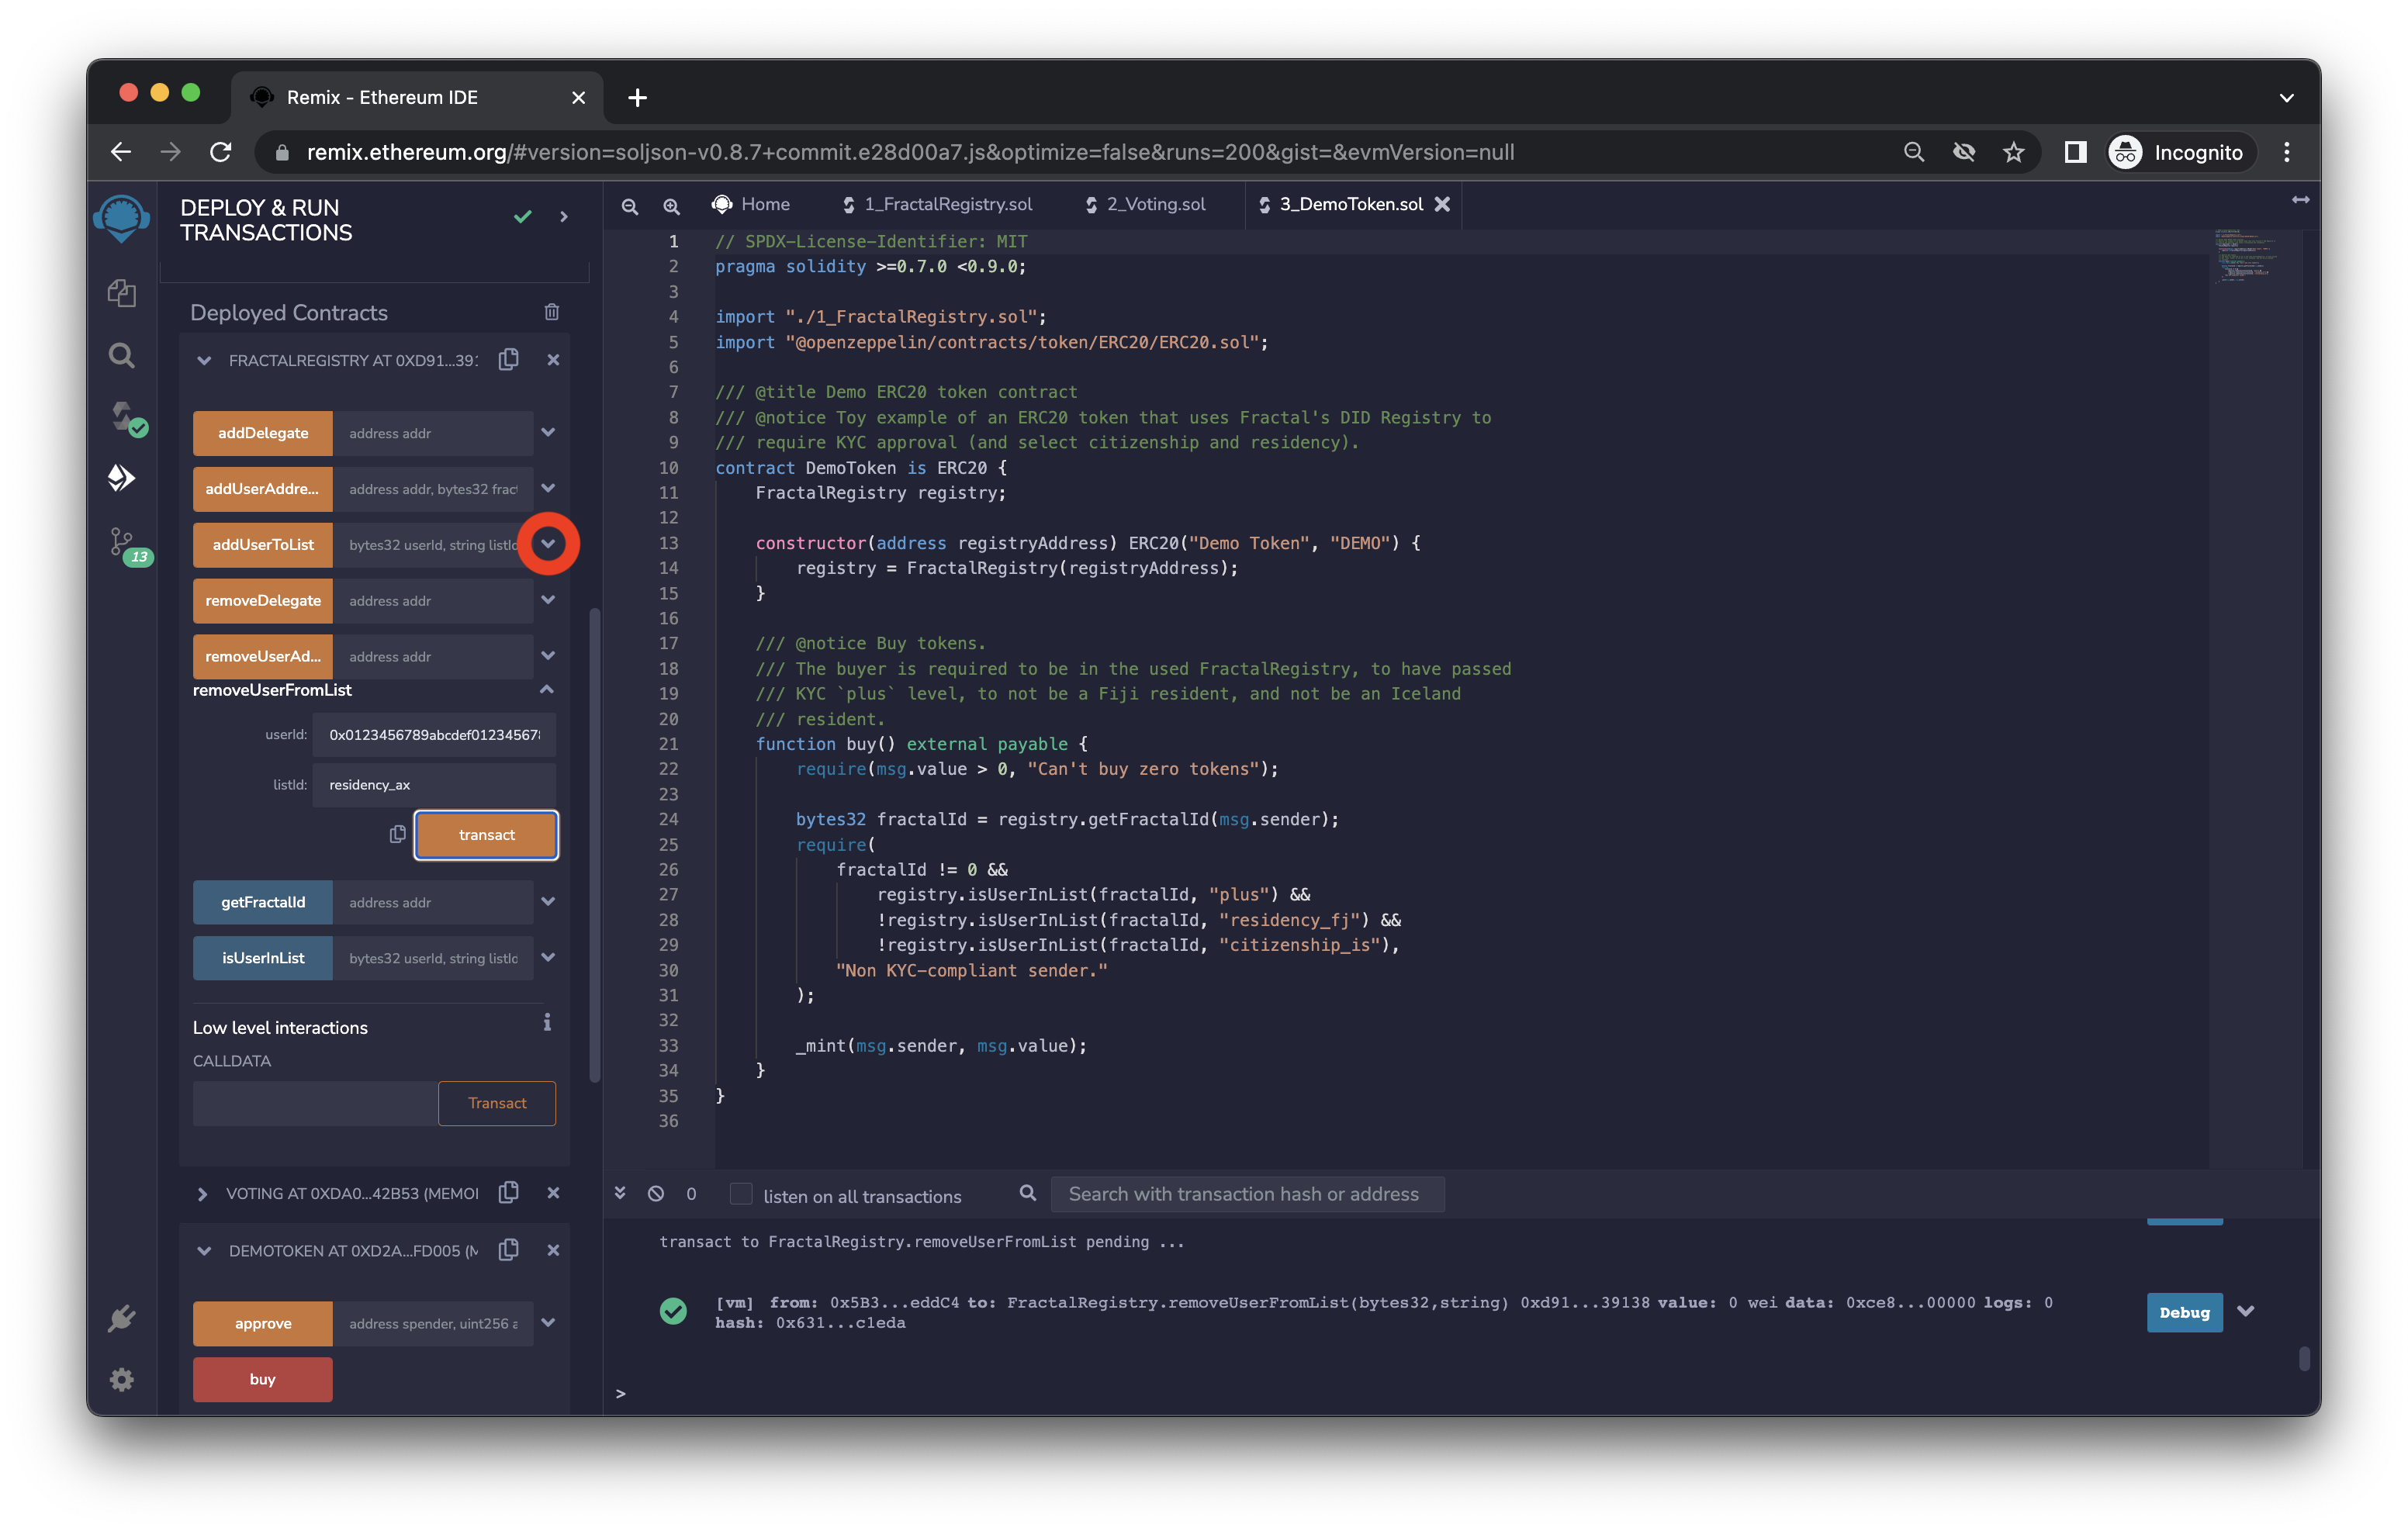 Remix - Ethereum IDE
remix.ethereum.org/#version=soljson-v0.8.7+commit.e28d00a7.js&optimize=false&runs=200&gist=&evmVersion=null
Incognito
DEPLOY & RUN
TRANSACTIONS
Deployed Contracts
FRACTALREGISTRY AT 0XD91...391
addDelegate address addr
addUserAddre... address addr, bytes32 fract
addUserToList bytes32 userId, string listId
removeDelegate address addr
removeUserAd... address addr
removeUserFromList
userId: 0x0123456789abcdef012345678
listId: residency_ax
transact
getFractalId address addr
isUserInList bytes32 userId, string listId
Low level interactions
CALLDATA
Transact
VOTING AT 0XDA0...42B53 (MEMOI
DEMOTOKEN AT 0XD2A...FD005 (M
approve address spender, uint256 a
buy
13
Home 1_FractalRegistry.sol 2_Voting.sol 3_DemoToken.sol
1 // SPDX-License-Identifier: MIT
2 pragma solidity >=0.7.0 <0.9.0;
3
4 import "./1_FractalRegistry.sol";
5 import "@openzeppelin/contracts/token/ERC20/ERC20.sol";
6
7 /// @title Demo ERC20 token contract
8 /// @notice Toy example of an ERC20 token that uses Fractal's DID Registry to
9 /// require KYC approval (and select citizenship and residency).
10 contract DemoToken is ERC20 {
11 FractalRegistry registry;
12
13 constructor(address registryAddress) ERC20("Demo Token", "DEMO") {
14 registry = FractalRegistry(registryAddress);
15 }
16
17 /// @notice Buy tokens.
18 /// The buyer is required to be in the used FractalRegistry, to have passed
19 /// KYC `plus` level, to not be a Fiji resident, and not be an Iceland
20 /// resident.
21 function buy() external payable {
22 require(msg.value > 0, "Can't buy zero tokens");
23
24 bytes32 fractalId = registry.getFractalId(msg.sender);
25 require(
26 fractalId != 0 &&
27 registry.isUserInList(fractalId, "plus") &&
28 !registry.isUserInList(fractalId, "residency_fj") &&
29 !registry.isUserInList(fractalId, "citizenship_is"),
30 "Non KYC-compliant sender."
31 );
32
33 _mint(msg.sender, msg.value);
34 }
35 }
36
0 listen on all transactions Search with transaction hash or address
transact to FractalRegistry.removeUserFromList pending ...
[vm] from: 0x5B3...eddC4 to: FractalRegistry.removeUserFromList(bytes32,string) 0xd91...39138 value: 0 wei data: 0xce8...00000 logs: 0
hash: 0x631...c1eda
Debug
>